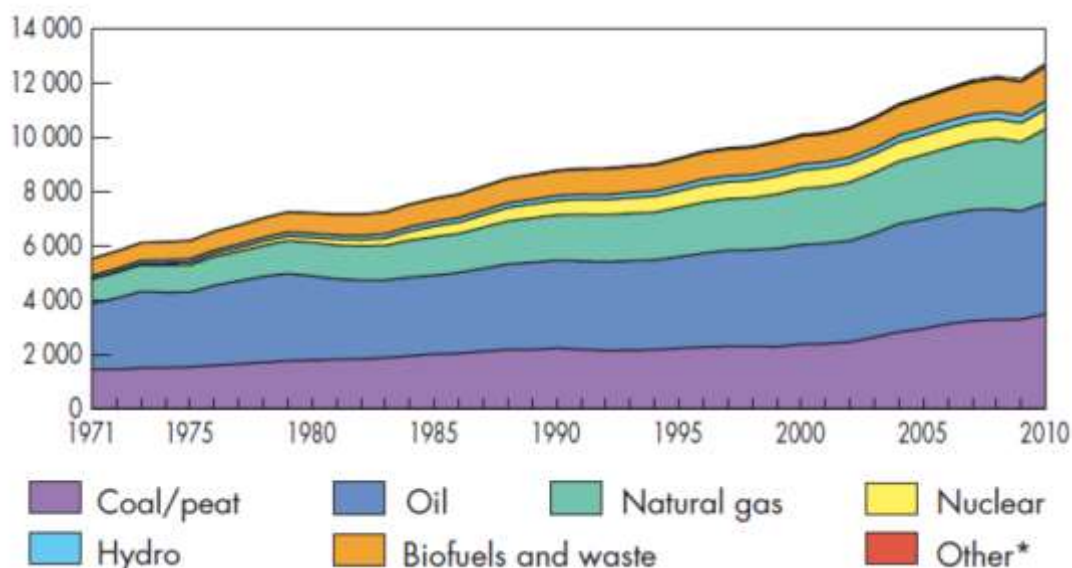 14 000
12 000
10 000
8 000
6 000
4 000
2 000
0
1971 1975 1980 1985 1990 1995 2000 2005 2010
Coal/peat Oil Natural gas Nuclear
Hydro Biofuels and waste Other*